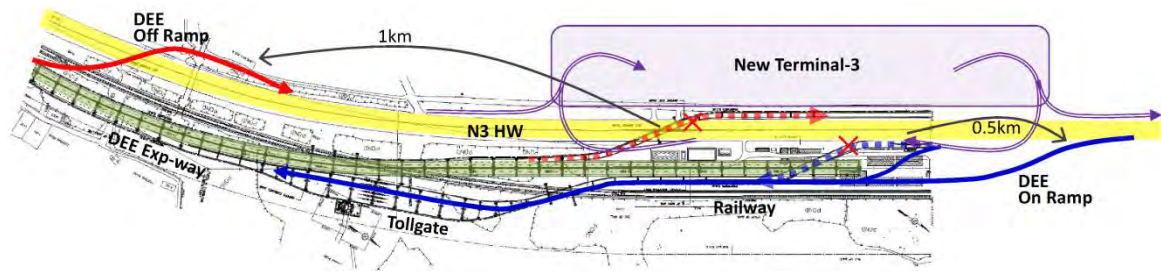 DEE
Off Ramp
1km
New Terminal-3
N3 HW
0.5km
DEE Exp-way
Tollgate
Railway
DEE
On Ramp